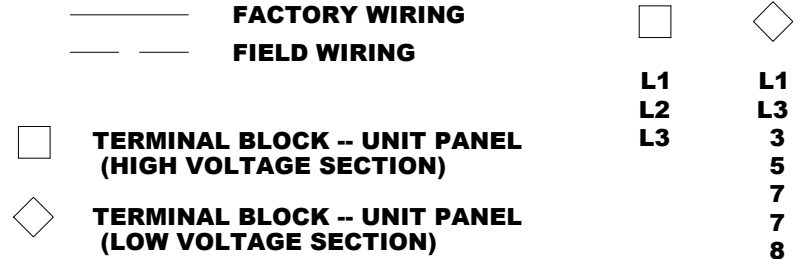 FACTORY WIRING
FIELD WIRING
TERMINAL BLOCK -- UNIT PANEL
(HIGH VOLTAGE SECTION)
TERMINAL BLOCK -- UNIT PANEL
(LOW VOLTAGE SECTION)
L1
L2
L3
L1
L3
3
5
7
7
8